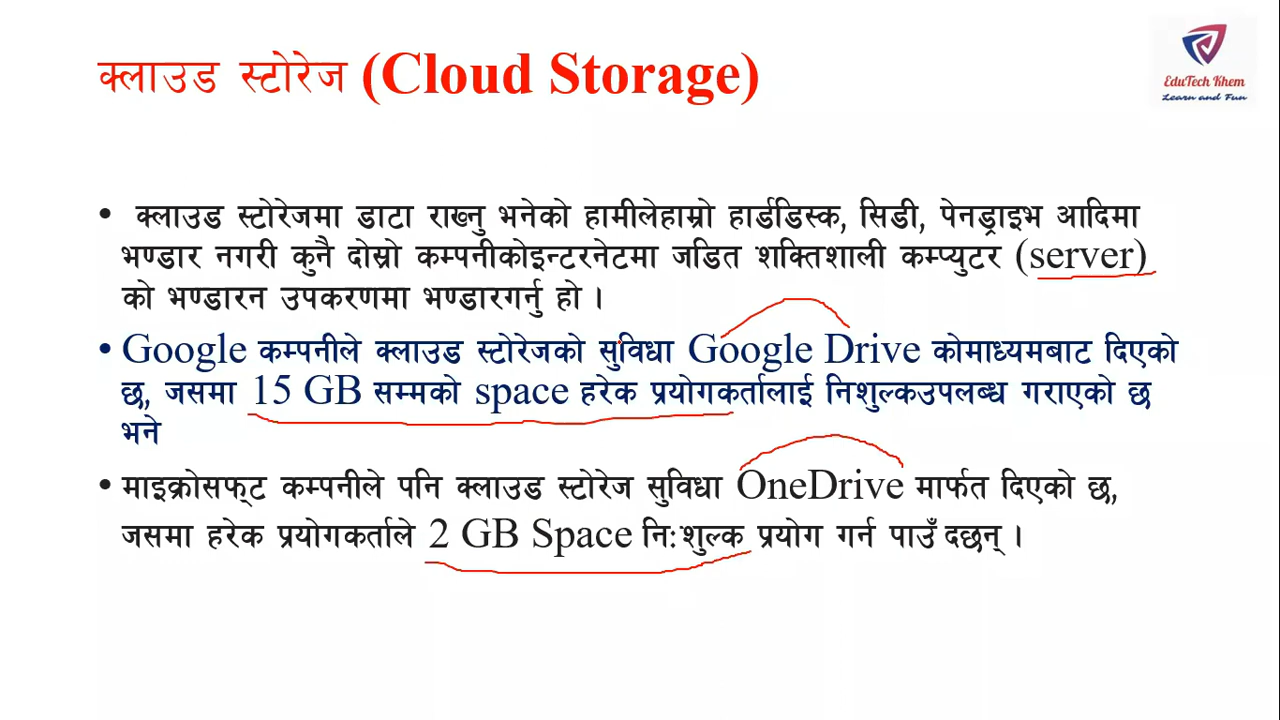 क्लाउड स्टोरेज (Cloud Storage)
EduTech Khem
Learn and Fun
• क्लाउड स्टोरेजमा डाटा राख्नु भनेको हामीलेहाम्रो हार्डडिस्क, सिडी, पेनड्राइभ आदिमा
भण्डार नगरी कुनै दोस्रो कम्पनीकोइन्टरनेटमा जडित शक्तिशाली कम्प्युटर (server)
को भण्डारन उपकरणमा भण्डारगर्नु हो ।
• Google कम्पनीले क्लाउड स्टोरेजको सुविधा Google Drive कोमाध्यमबाट दिएको
छ, जसमा 15 GB सम्मको space हरेक प्रयोगकर्तालाई निशुल्कउपलब्ध गराएको छ
भने
• माइक्रोसफ्ट कम्पनीले पनि क्लाउड स्टोरेज सुविधा OneDrive मार्फत दिएको छ,
जसमा हरेक प्रयोगकर्ताले 2 GB Space नि:शुल्क प्रयोग गर्न पाउँ दछन् ।